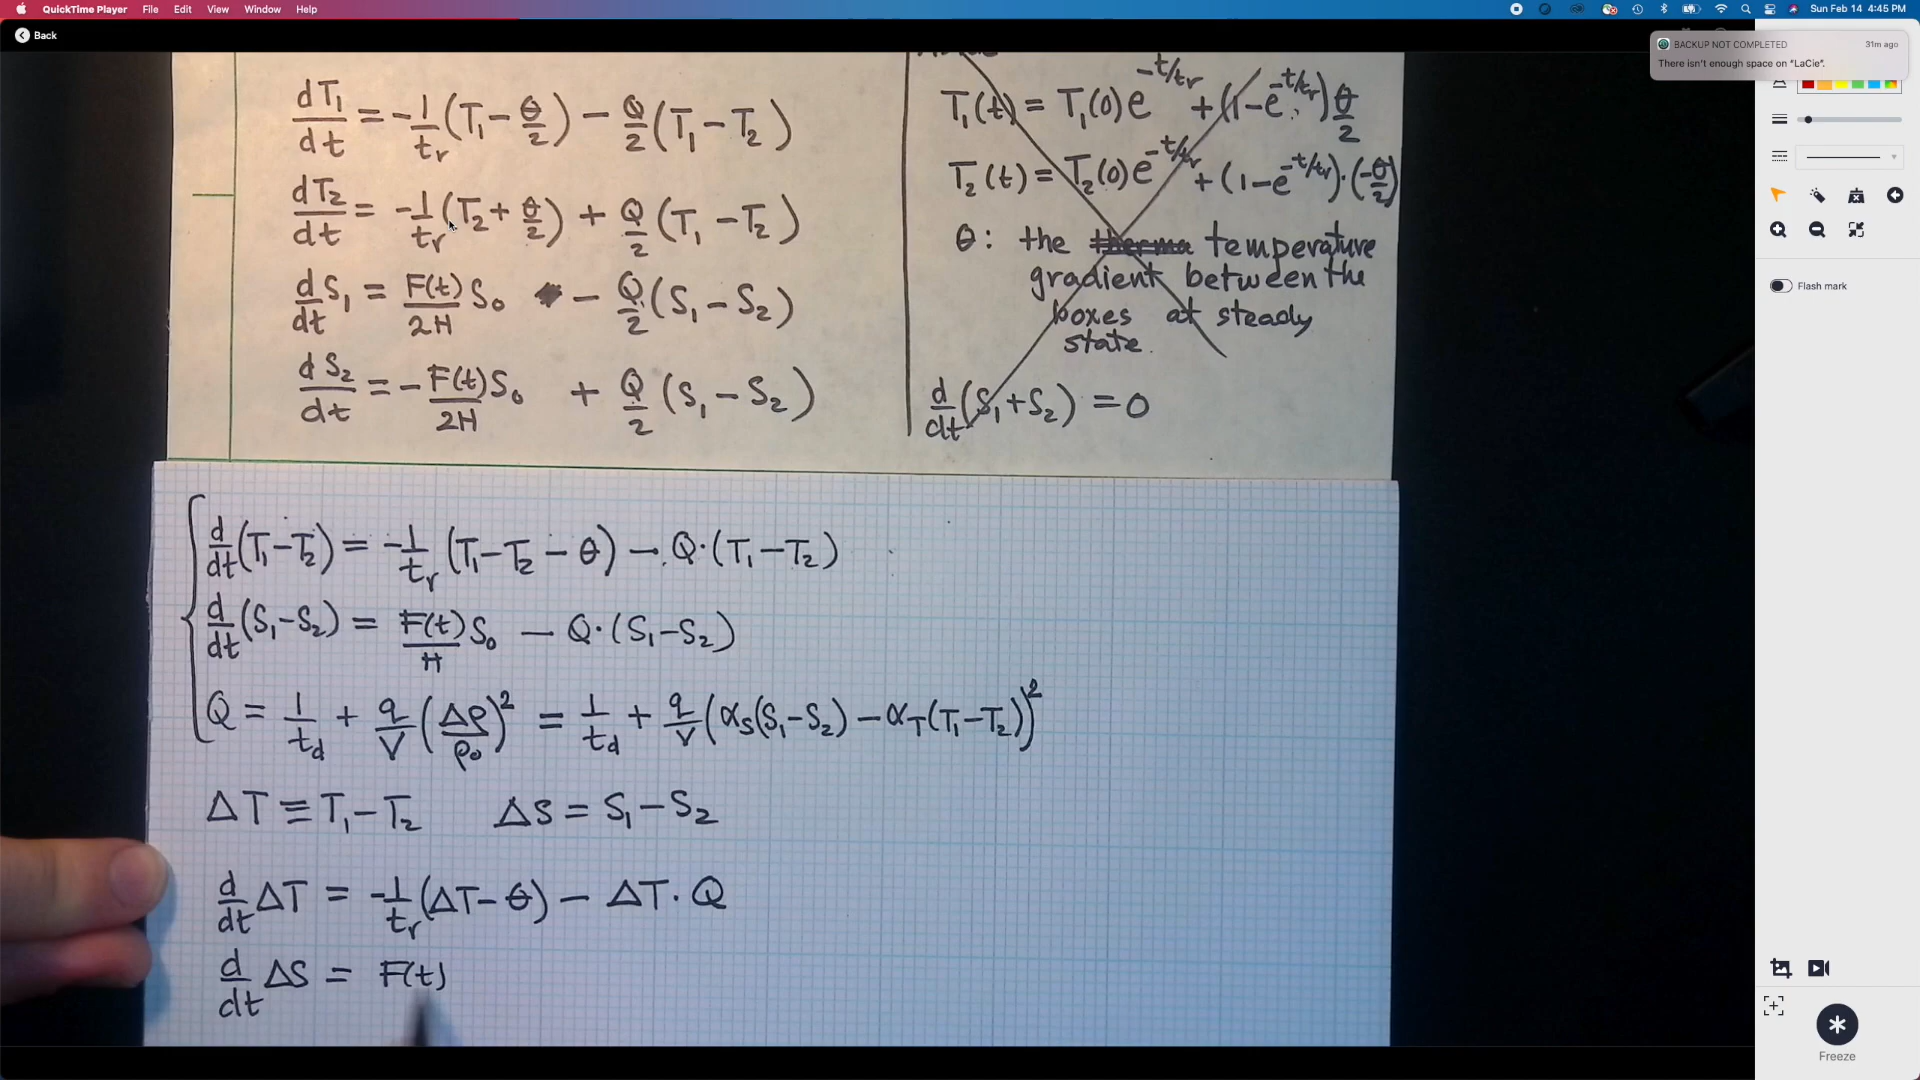 QuickTime Player File Edit View Window Help Sun Feb 14 4:45 PM
Back
BACKUP NOT COMPLETED 31m ago
There isn't enough space on "LaCie".
dT₁/dt = -1/tᵣ (T₁ - θ/2) - Q/2 (T₁ - T₂)
dT₂/dt = -1/tᵣ (T₂ + θ/2) + Q/2 (T₁ - T₂)
d/dt S₁ = F(t)/2H S₀ - Q/2 (S₁ - S₂)
dS₂/dt = - F(t)/2H S₀ + Q/2 (S₁ - S₂)
T₁(t) = T₁(0) e^(-t/tᵣ) + (1 - e^(-t/tᵣ)) θ/2
T₂(t) = T₂(0) e^(-t/tᵣ) + (1 - e^(-t/tᵣ)) · (-θ/2)
θ: the therma temperature
gradient between the
boxes at steady
state.
d/dt (S₁ + S₂) = 0
d/dt (T₁ - T₂) = -1/tᵣ (T₁ - T₂ - θ) - Q · (T₁ - T₂)
d/dt (S₁ - S₂) = F(t)/H S₀ - Q · (S₁ - S₂)
Q = 1/t_d + q/V (Δρ/ρ₀)² = 1/t_d + q/V (α_S (S₁ - S₂) - α_T (T₁ - T₂))²
ΔT ≡ T₁ - T₂ ΔS = S₁ - S₂
d/dt ΔT = -1/tᵣ (ΔT - θ) - ΔT · Q
d/dt ΔS = F(t)
Flash mark
Freeze